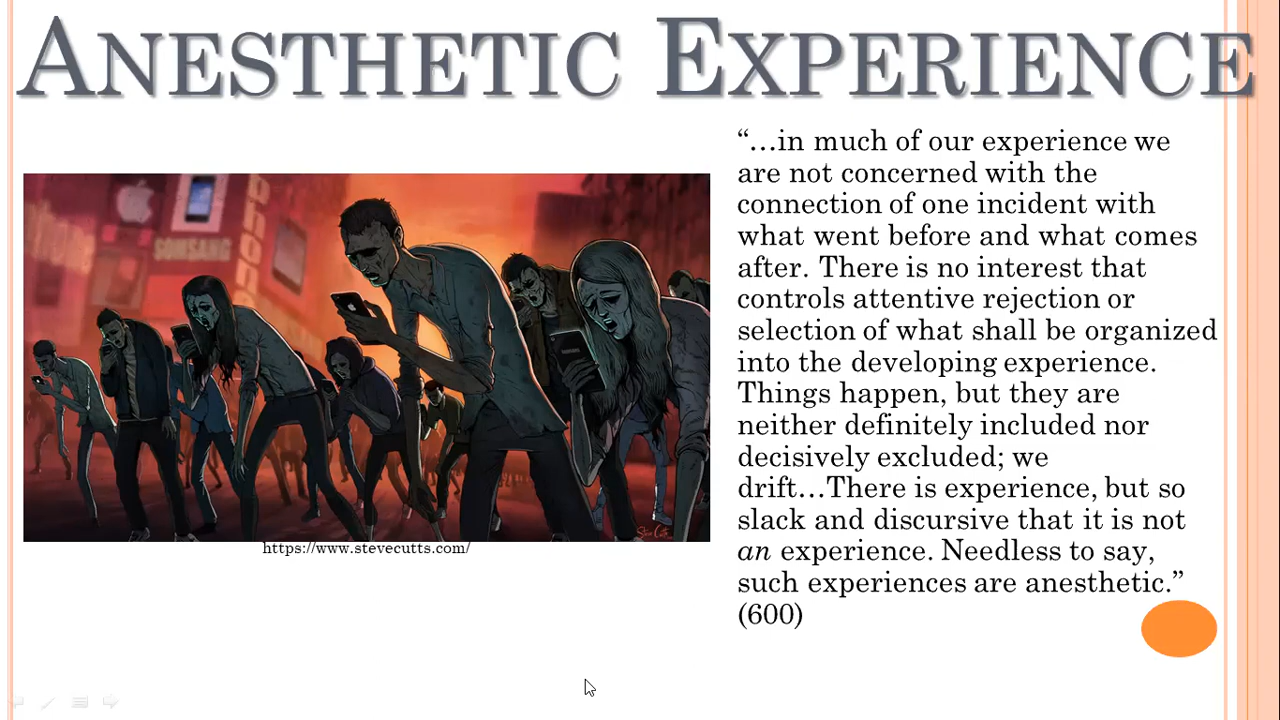 ANESTHETIC EXPERIENCE
“…in much of our experience we
are not concerned with the
connection of one incident with
what went before and what comes
after. There is no interest that
controls attentive rejection or
selection of what shall be organized
into the developing experience.
Things happen, but they are
neither definitely included nor
decisively excluded; we
drift…There is experience, but so
slack and discursive that it is not
an experience. Needless to say,
such experiences are anesthetic.”
(600)
SOMSANG
phone
https://www.stevecutts.com/